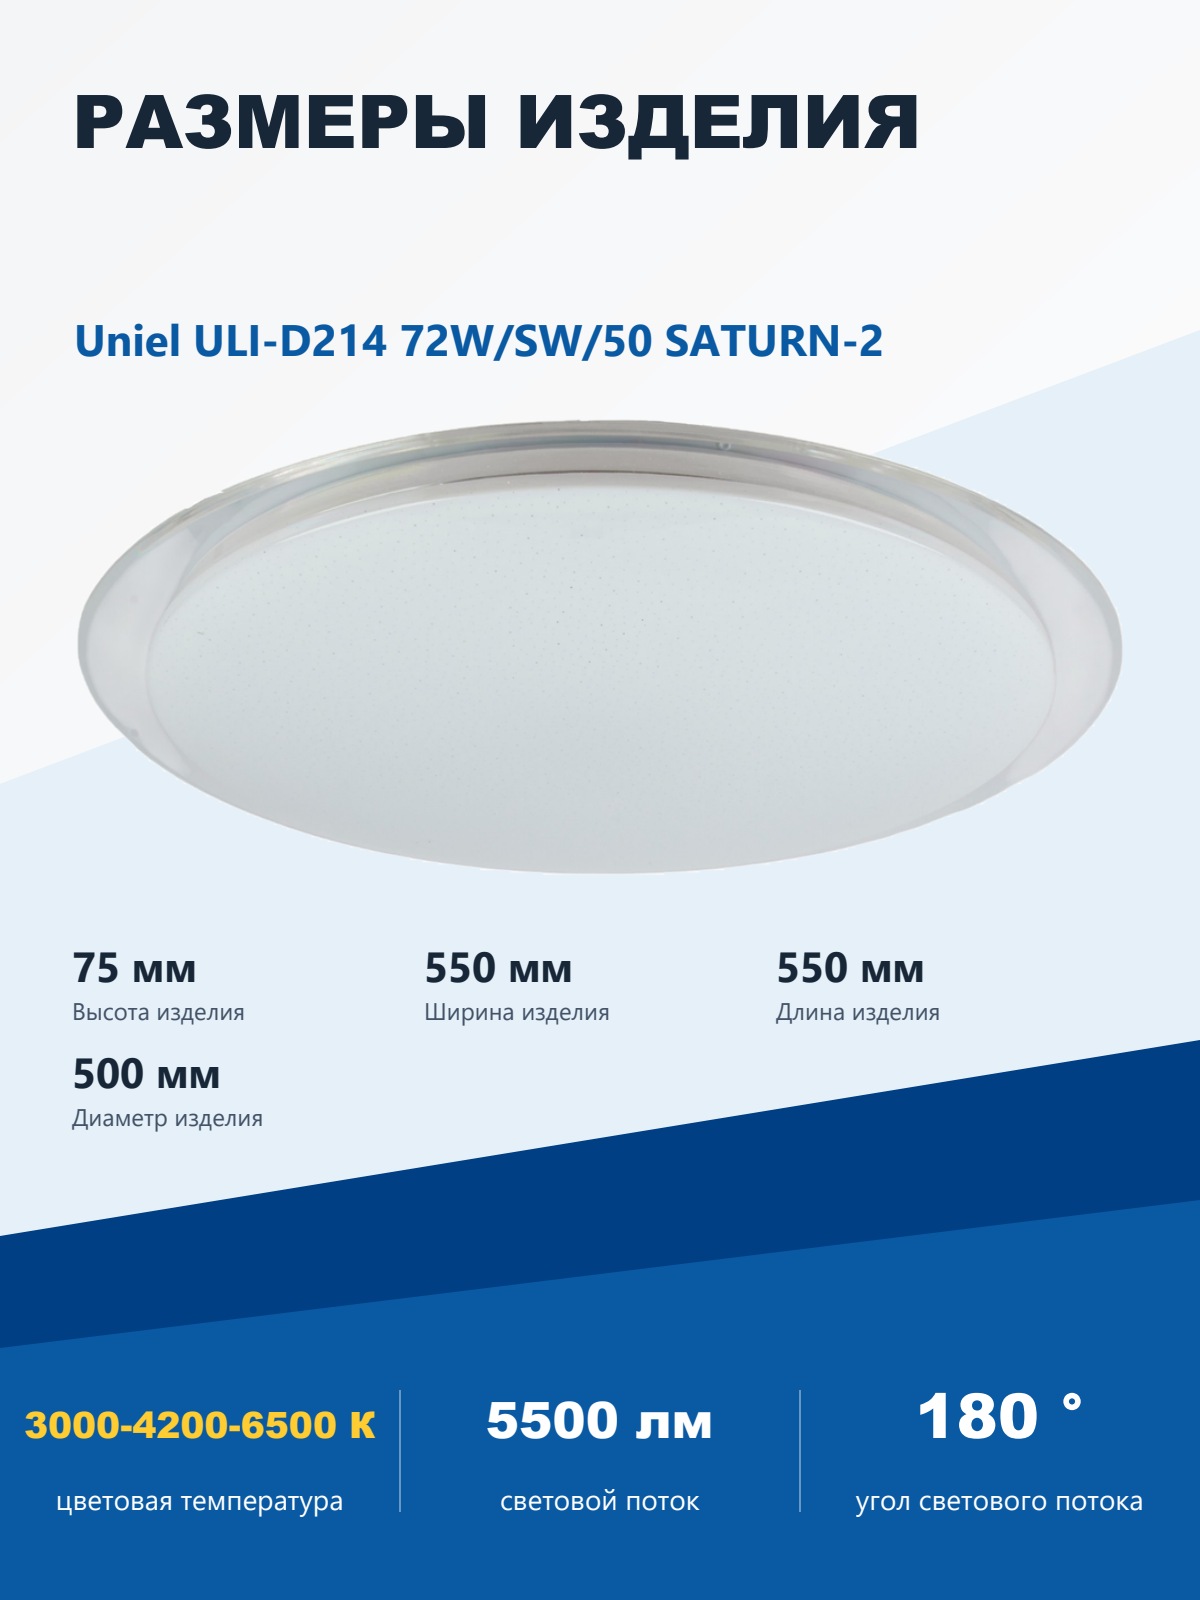 РАЗМЕРЫ ИЗДЕЛИЯ
Uniel ULI-D214 72W/SW/50 SATURN-2
75 мм
Высота изделия
550 мм
Ширина изделия
550 мм
Длина изделия
500 мм
Диаметр изделия
3000-4200-6500 К
цветовая температура
5500 лм
световой поток
180 °
угол светового потока